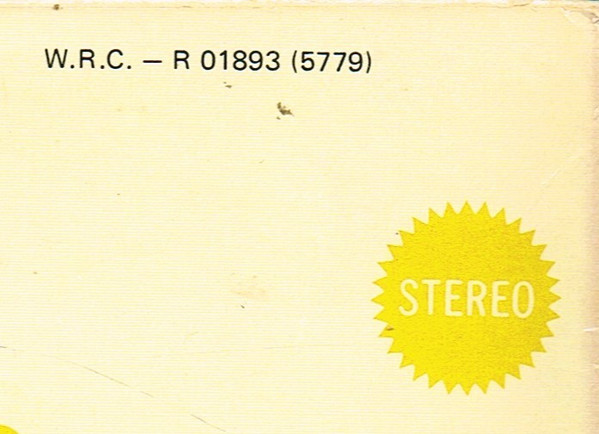 W.R.C. — R 01893 (5779)
STEREO